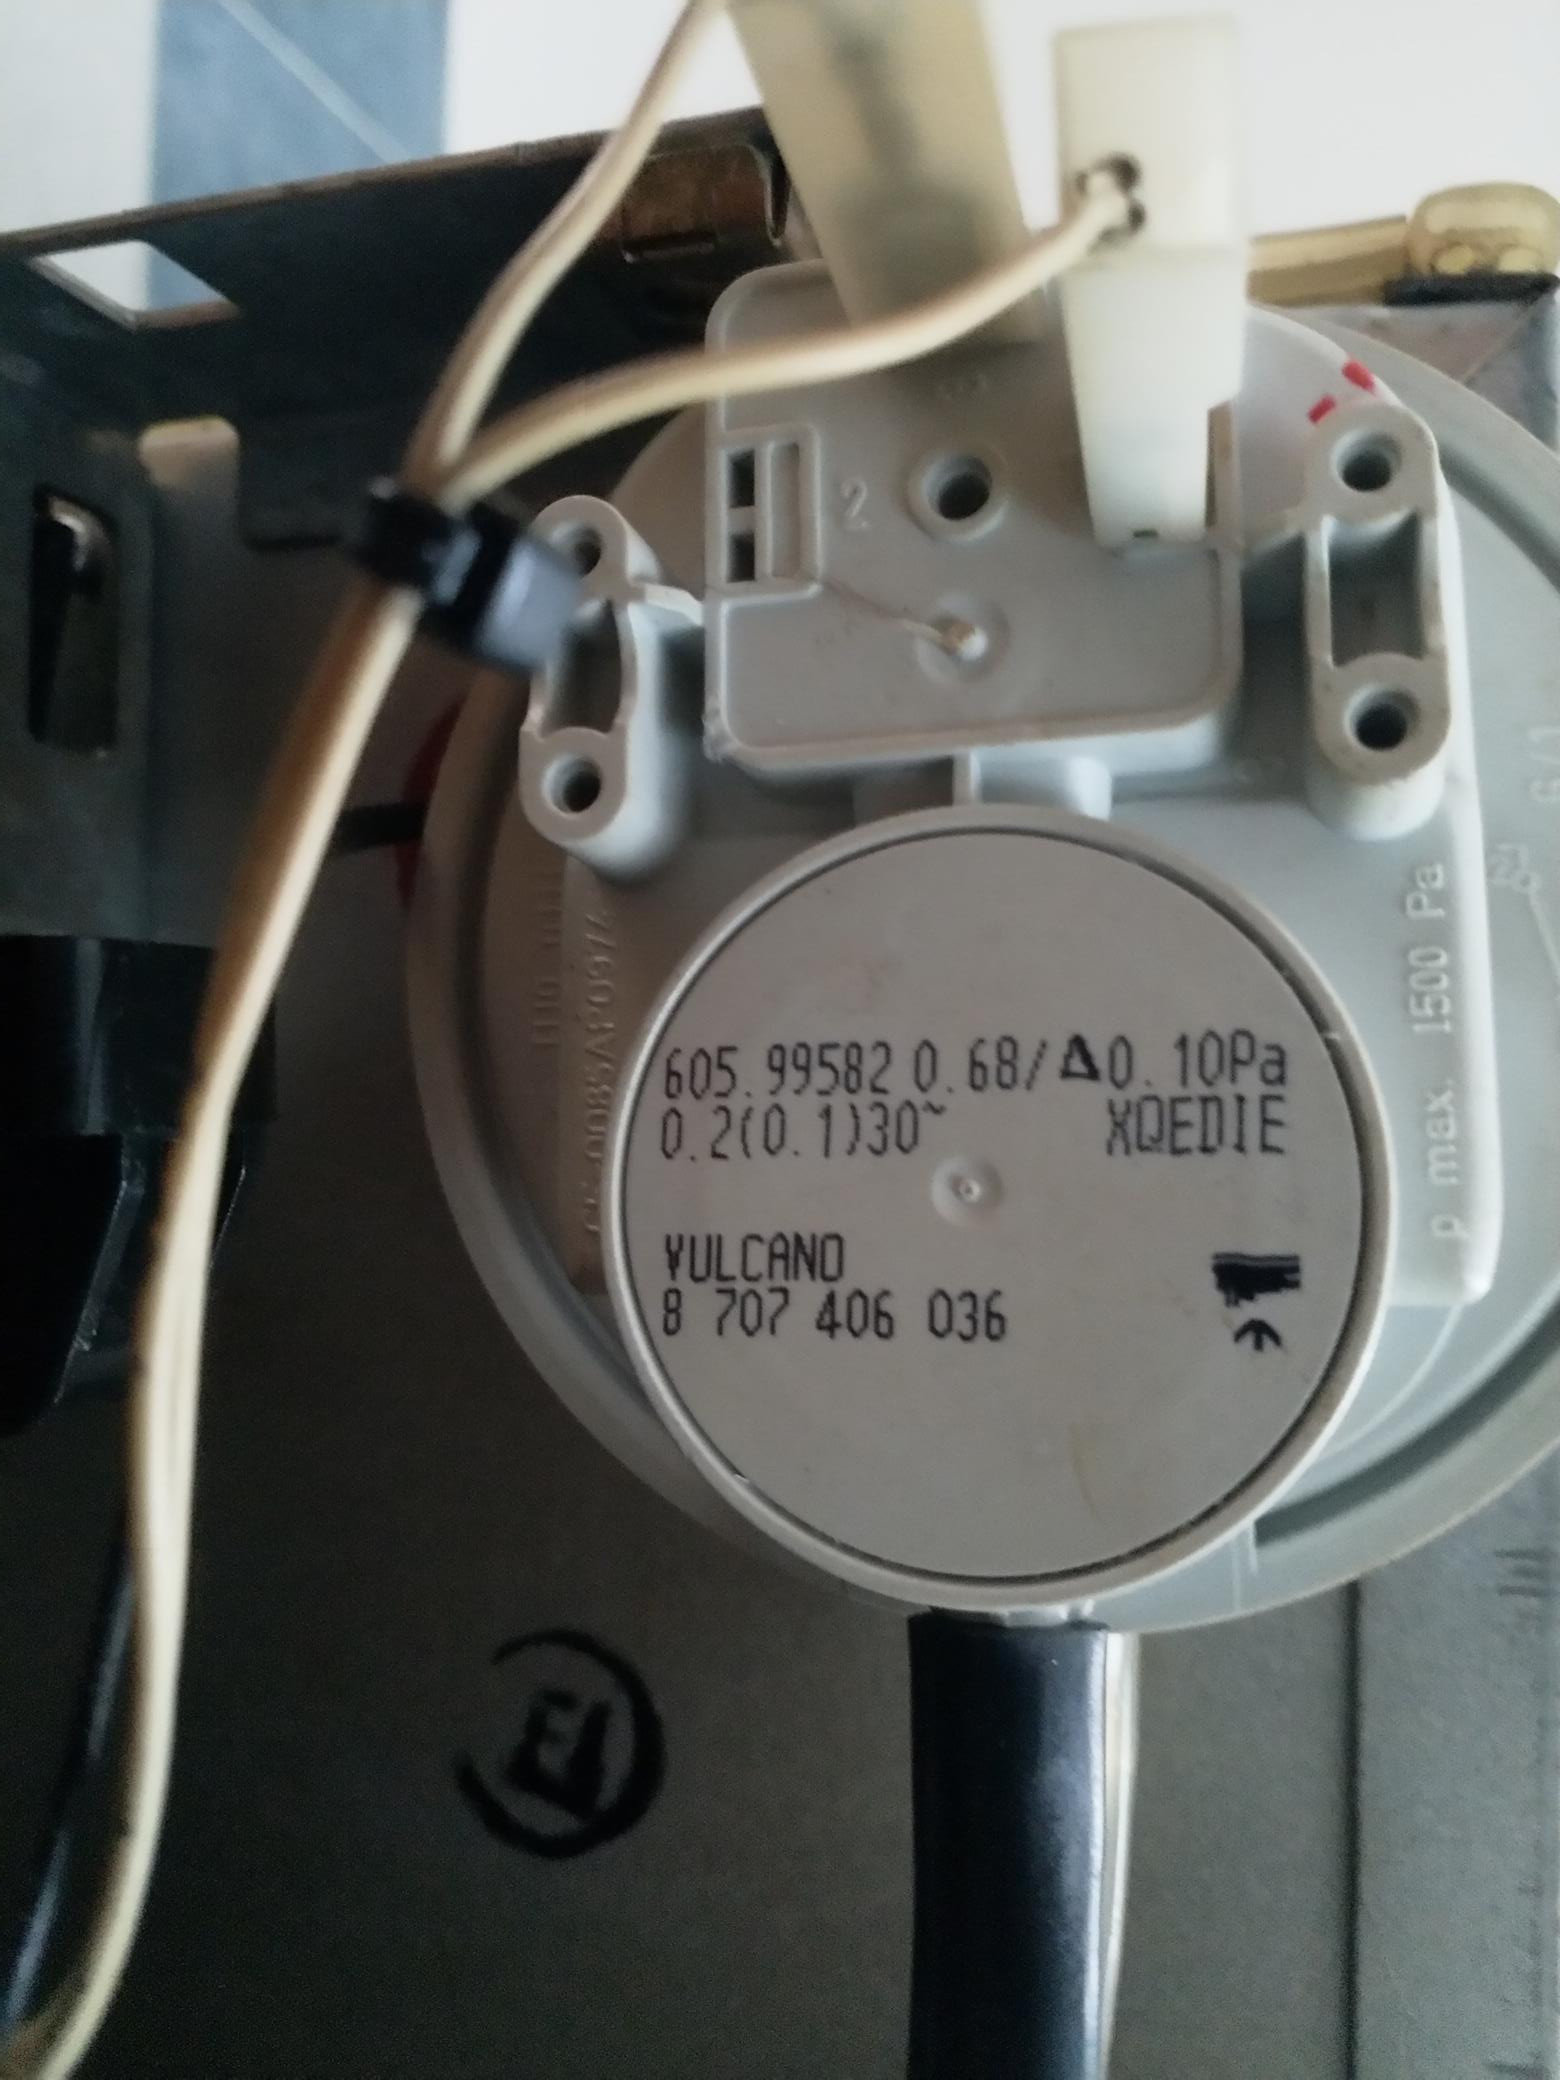 2
605.99582 0.68/Δ0.10Pa
0.2(0.1)30~ XQEDIE
VULCANO
8 707 406 036
P max. 1500 Pa